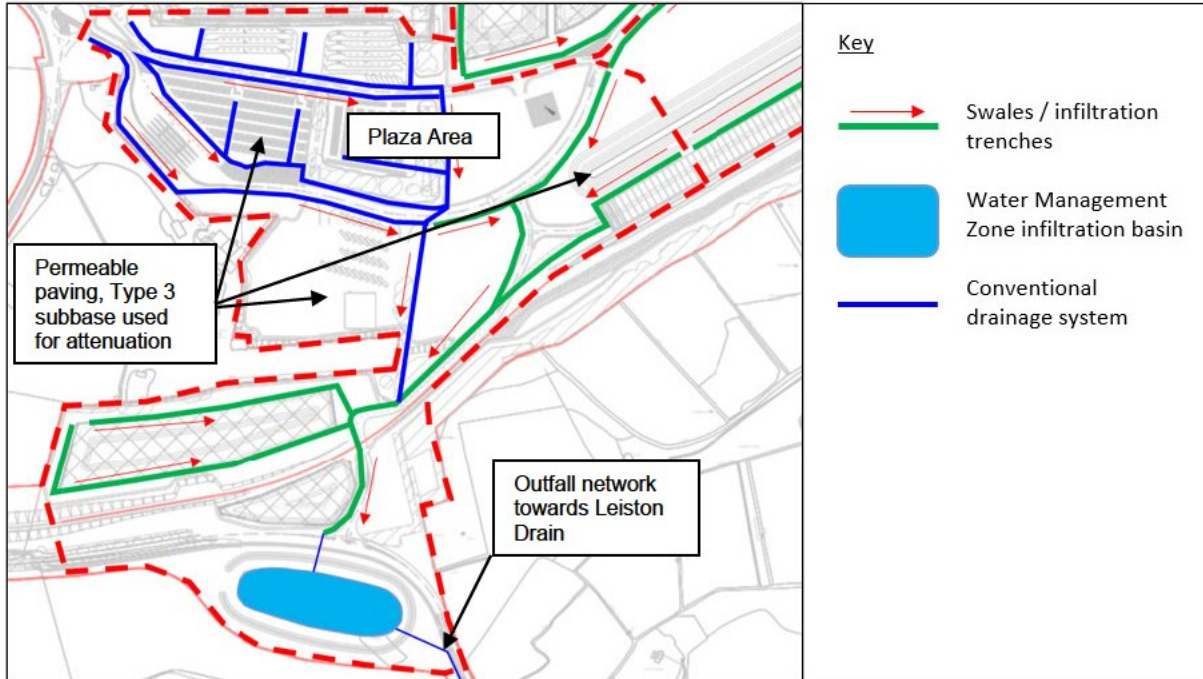 Plaza Area
Permeable
paving, Type 3
subbase used
for attenuation
Outfall network
towards Leiston
Drain
Key
Swales / infiltration
trenches
Water Management
Zone infiltration basin
Conventional
drainage system